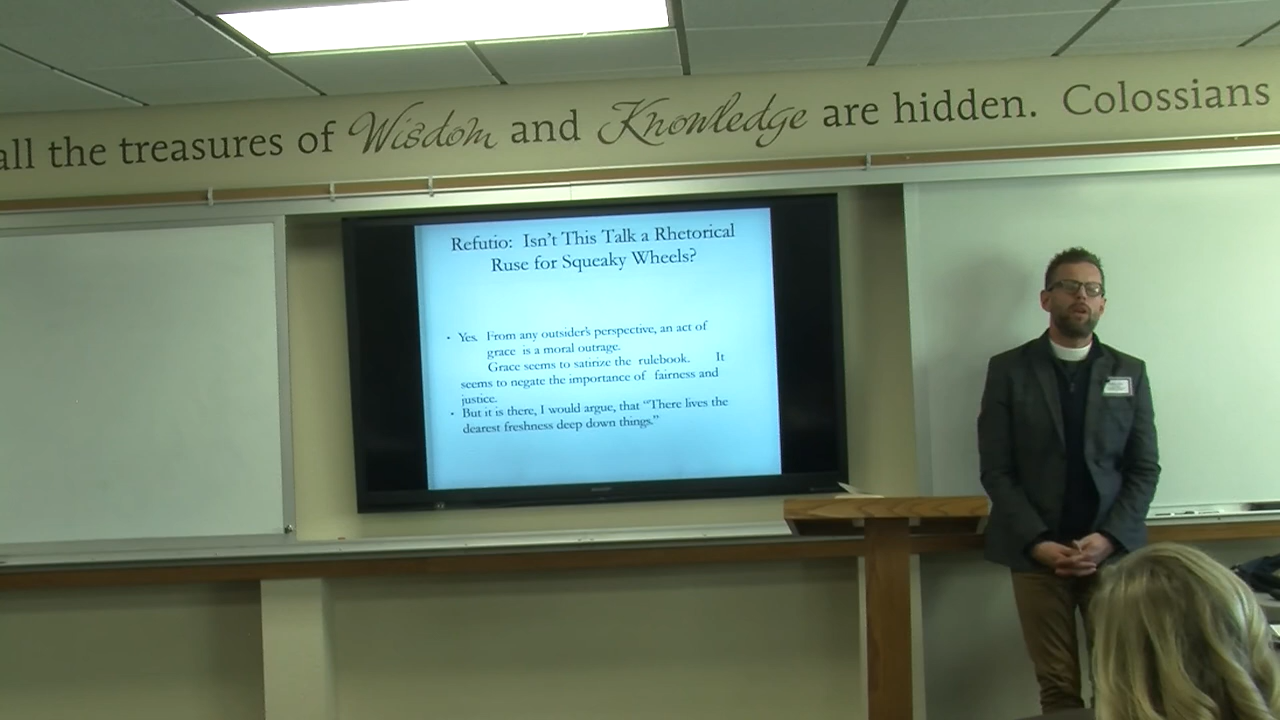 all the treasures of Wisdom and Knowledge are hidden. Colossians
Refutio: Isn't This Talk a Rhetorical
Ruse for Squeaky Wheels?
• Yes. From any outsider's perspective, an act of
grace is a moral outrage.
Grace seems to satirize the rulebook. It
seems to negate the importance of fairness and
justice.
• But it is there, I would argue, that “There lives the
dearest freshness deep down things.”